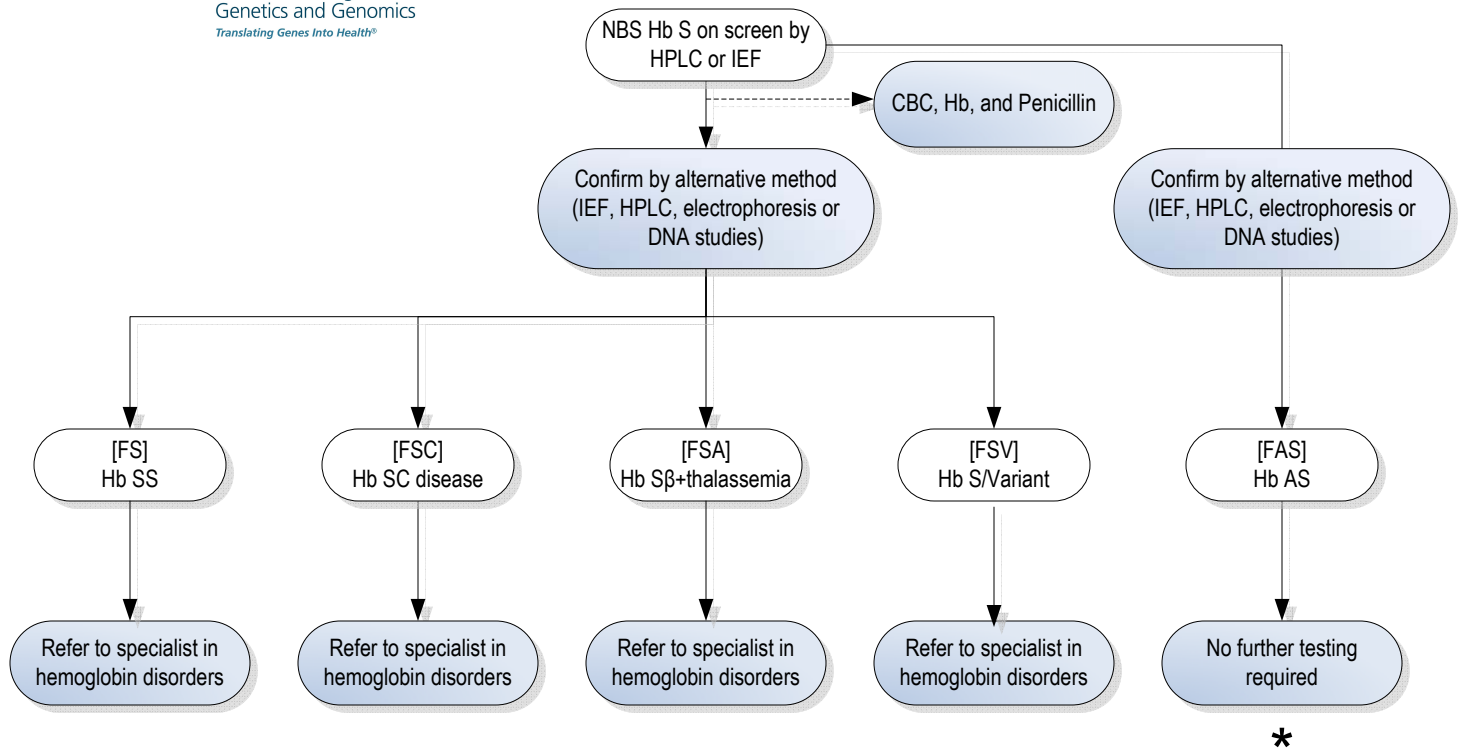 Genetics and Genomics
Translating Genes Into Health®
NBS Hb S on screen by
HPLC or IEF
CBC, Hb, and Penicillin
Confirm by alternative method
(IEF, HPLC, electrophoresis or
DNA studies)
Confirm by alternative method
(IEF, HPLC, electrophoresis or
DNA studies)
[FS]
Hb SS
[FSC]
Hb SC disease
[FSA]
Hb Sβ+thalassemia
[FSV]
Hb S/Variant
[FAS]
Hb AS
Refer to specialist in
hemoglobin disorders
Refer to specialist in
hemoglobin disorders
Refer to specialist in
hemoglobin disorders
Refer to specialist in
hemoglobin disorders
No further testing
required
*